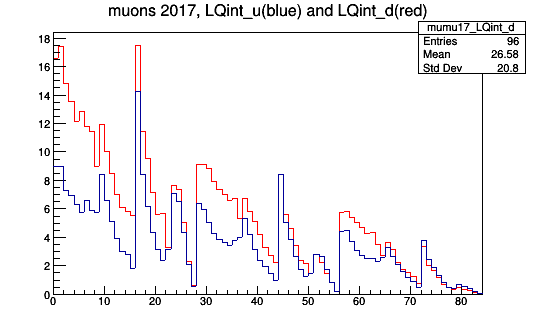 muons 2017, LQint_u(blue) and LQint_d(red)
mumu17_LQint_d
Entries 96
Mean 26.58
Std Dev 20.8
18
16
14
12
10
8
6
4
2
0
0 10 20 30 40 50 60 70 80